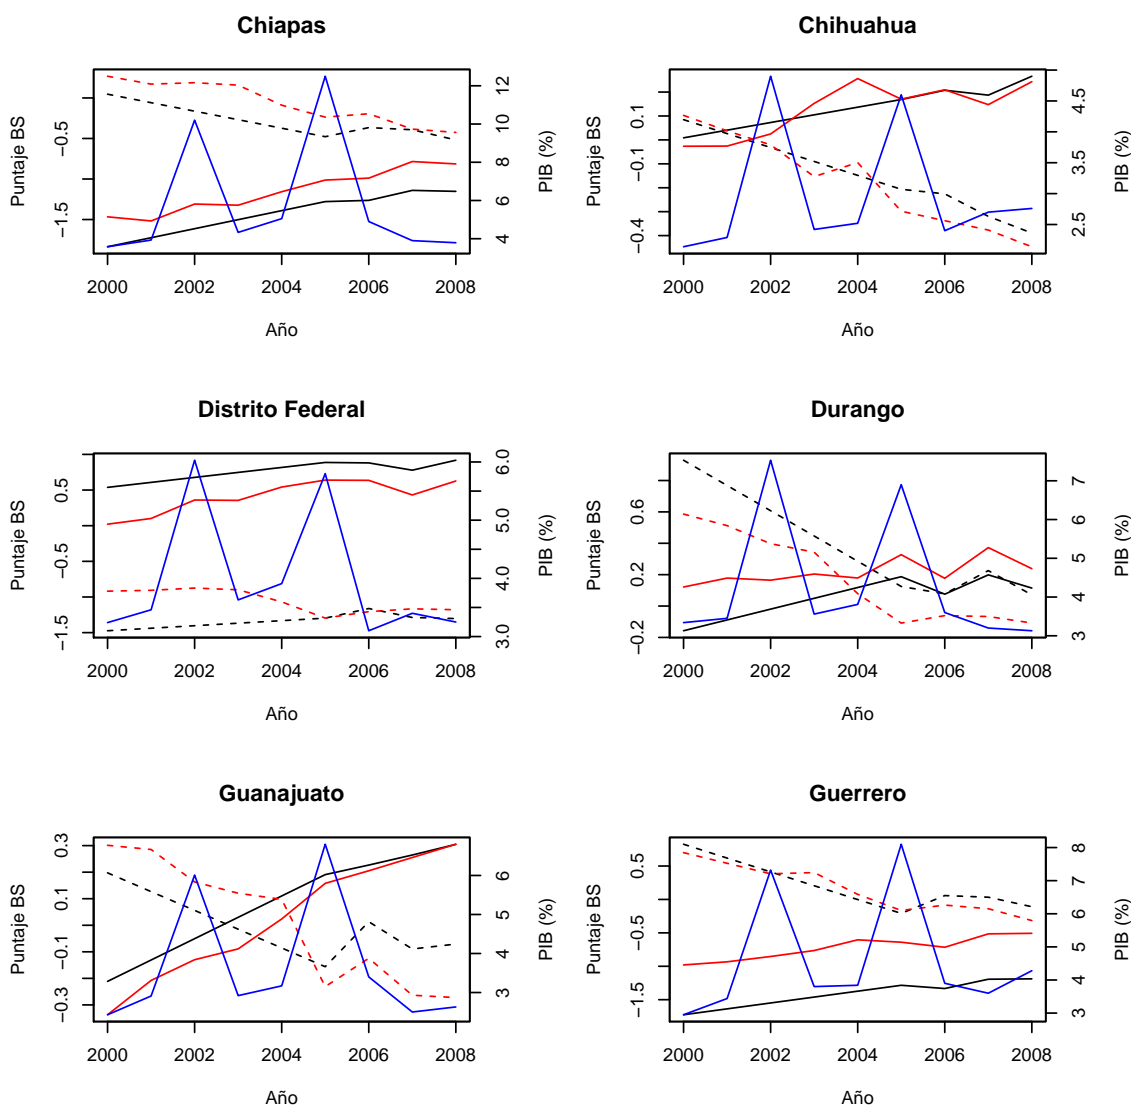 Chiapas
Puntaje BS
−1.5 −0.5
4 6 8 10 12
PIB (%)
2000 2002 2004 2006 2008
Año
Chihuahua
Puntaje BS
−0.4 −0.1 0.1
2.5 3.5 4.5
PIB (%)
2000 2002 2004 2006 2008
Año
Distrito Federal
Puntaje BS
−1.5 −0.5 0.5
3.0 4.0 5.0 6.0
PIB (%)
2000 2002 2004 2006 2008
Año
Durango
Puntaje BS
−0.2 0.2 0.6
3 4 5 6 7
PIB (%)
2000 2002 2004 2006 2008
Año
Guanajuato
Puntaje BS
−0.3 −0.1 0.1 0.3
3 4 5 6
PIB (%)
2000 2002 2004 2006 2008
Año
Guerrero
Puntaje BS
−1.5 −0.5 0.5
3 4 5 6 7 8
PIB (%)
2000 2002 2004 2006 2008
Año